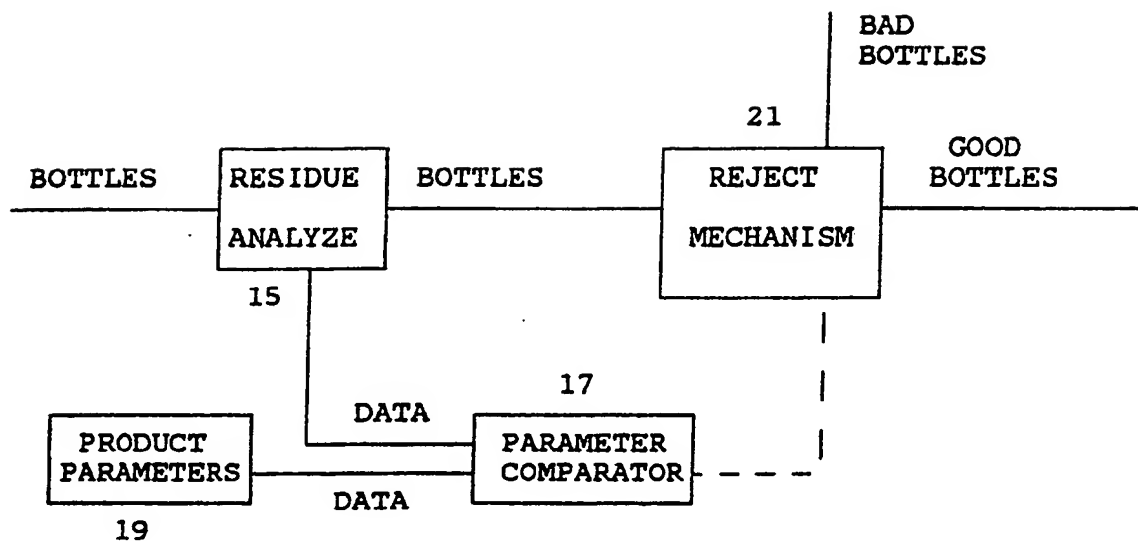 BAD
BOTTLES
21
GOOD
BOTTLES
BOTTLES
RESIDUE
ANALYZE
BOTTLES
REJECT
MECHANISM
15
17
DATA
PRODUCT
PARAMETERS
PARAMETER
COMPARATOR
DATA
19